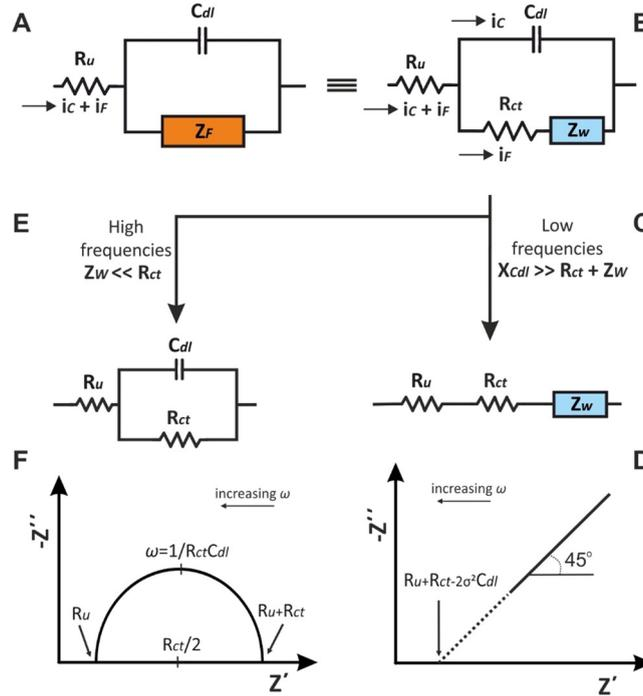 A
Cdl
Ru
iC + iF
ZF
iC
Cdl
Ru
iC + iF
Rct
Zw
iF
E
High
frequencies
Zw << Rct
Low
frequencies
XCdl >> Rct + Zw
Cdl
Ru
Rct
Ru
Rct
Zw
F
-Z′′
increasing ω
ω=1/RctCdl
Ru
Ru+Rct
Rct/2
Z′
D
-Z′′
increasing ω
Ru+Rct-2σ²Cdl
45°
Z′